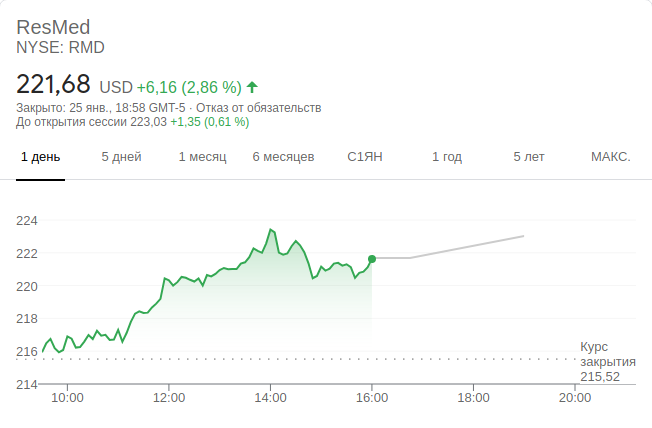 ResMed
NYSE: RMD
221,68 USD +6,16 (2,86 %)
Закрыто: 25 янв., 18:58 GMT-5 · Отказ от обязательств
До открытия сессии 223,03 +1,35 (0,61 %)
1 день 5 дней 1 месяц 6 месяцев С1ЯН 1 год 5 лет МАКС.
224
222
220
218
216
Курс
закрытия
215,52
214
10:00 12:00 14:00 16:00 18:00 20:00